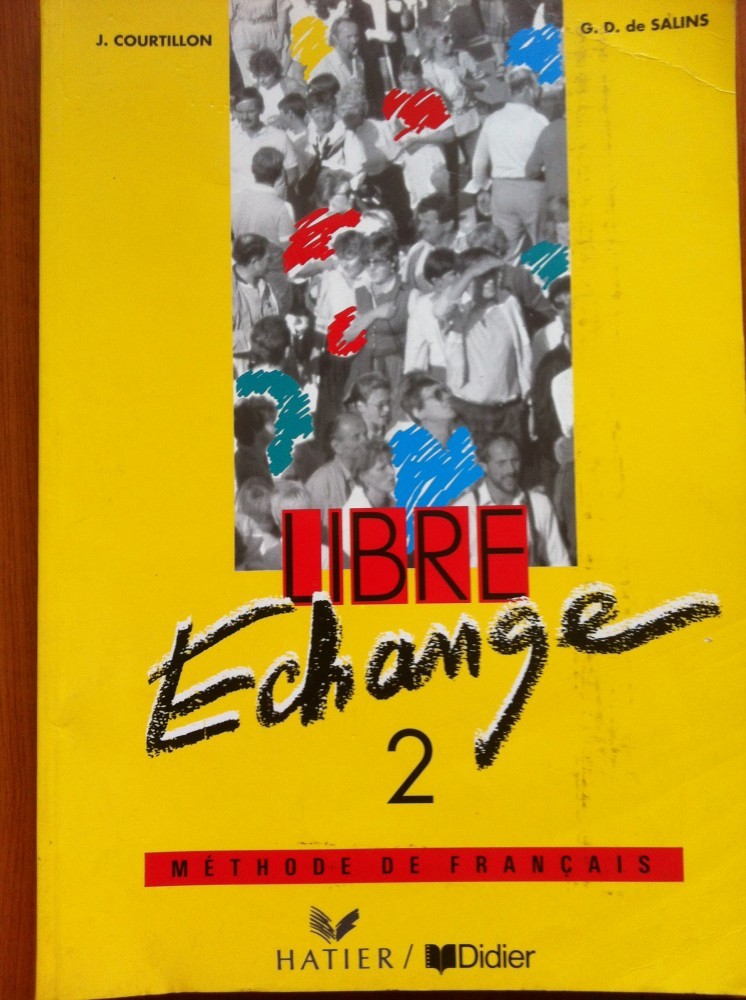 J. COURTILLON
G. D. de SALINS
LIBRE
Echange
2
MÉTHODE DE FRANÇAIS
HATIER / Didier